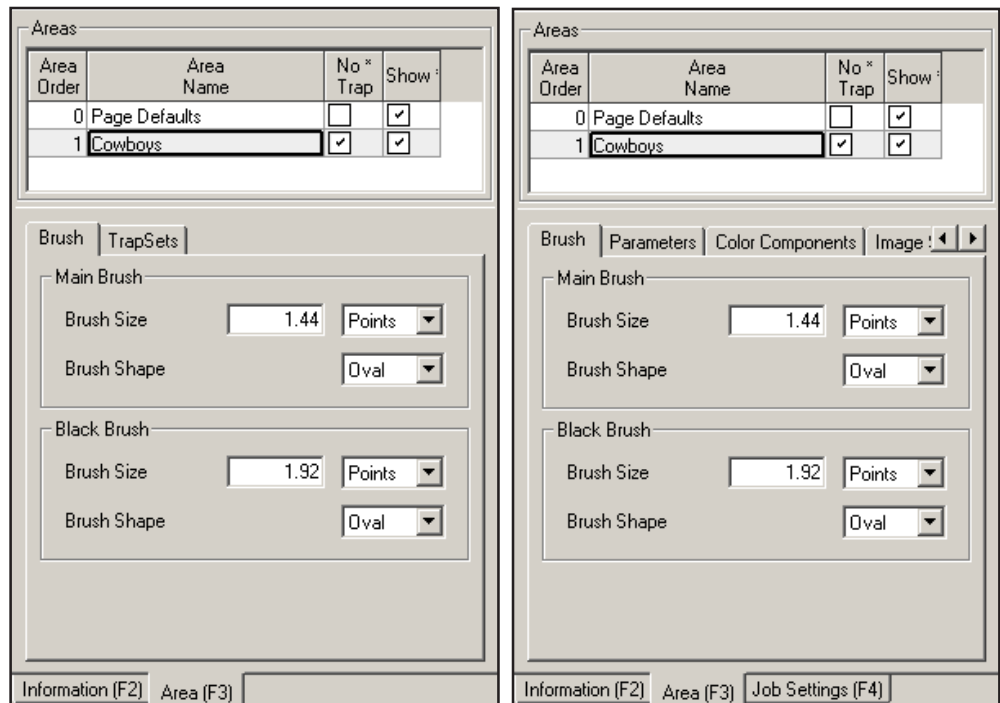 Areas
Area Order Area Name No * Trap Show
0 Page Defaults
1 Cowboys
Brush TrapSets
Main Brush
Brush Size 1.44 Points
Brush Shape Oval
Black Brush
Brush Size 1.92 Points
Brush Shape Oval
Information (F2) Area (F3)
Areas
Area Order Area Name No * Trap Show
0 Page Defaults
1 Cowboys
Brush Parameters Color Components Image
Main Brush
Brush Size 1.44 Points
Brush Shape Oval
Black Brush
Brush Size 1.92 Points
Brush Shape Oval
Information (F2) Area (F3) Job Settings (F4)